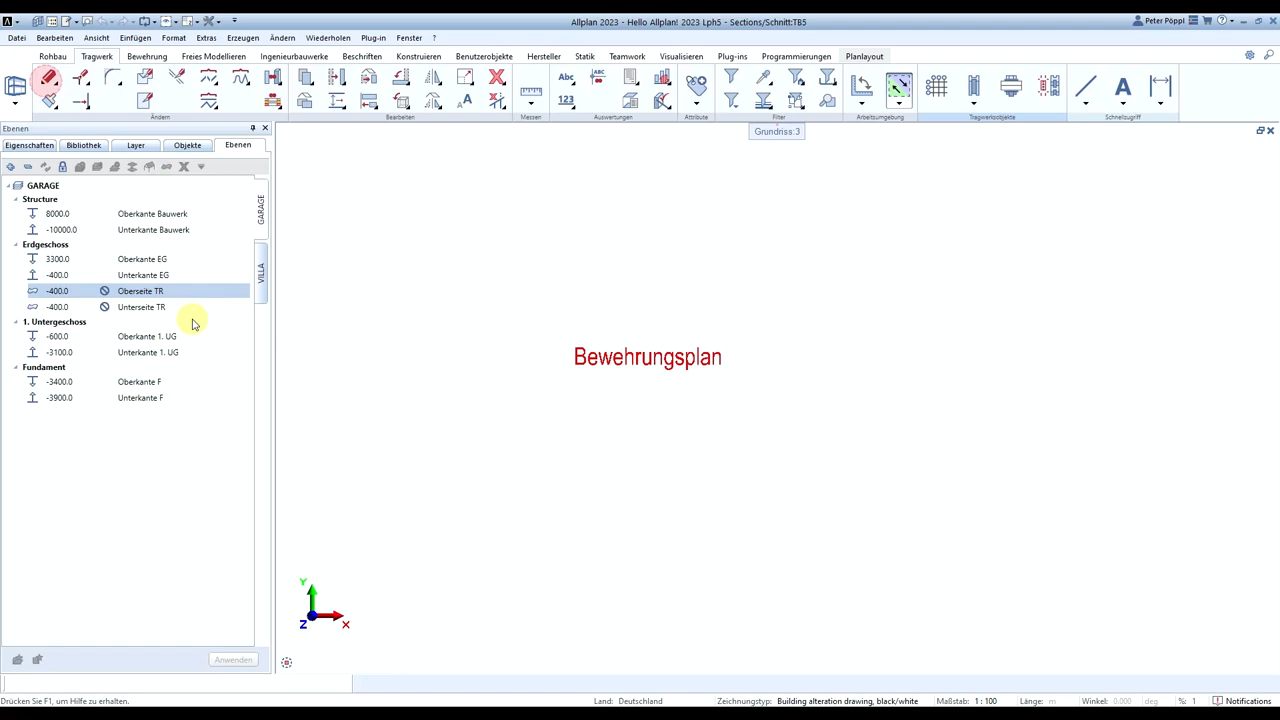 Allplan 2023 - Hello Allplan! 2023 Lph5 - Sections/Schnitt:TB5
Peter Pöppl
Datei Bearbeiten Ansicht Einfügen Format Extras Erzeugen Ändern Wiederholen Plug-in Fenster ?
Rohbau Tragwerk Bewehrung Freies Modellieren Ingenieurbauwerke Beschriften Konstruieren Benutzerobjekte Hersteller Statik Teamwork Visualisieren Plug-ins Programmierungen Planlayout
Abc
ABC
123
A
A
Ändern Bearbeiten Messen Auswertungen Attribute Filter Arbeitsumgebung Tragwerksobjekte Schnellzugriff
Ebenen
Grundriss:3
Eigenschaften Bibliothek Layer Objekte Ebenen
GARAGE
Structure
8000.0 Oberkante Bauwerk
-10000.0 Unterkante Bauwerk
Erdgeschoss
3300.0 Oberkante EG
-400.0 Unterkante EG
-400.0 Oberseite TR
-400.0 Unterseite TR
1. Untergeschoss
-600.0 Oberkante 1. UG
-3100.0 Unterkante 1. UG
Fundament
-3400.0 Oberkante F
-3900.0 Unterkante F
GARAGE
VILLA
Bewehrungsplan
Y
Z
X
Anwenden
Drücken Sie F1, um Hilfe zu erhalten.
Land: Deutschland Zeichnungstyp: Building alteration drawing, black/white Maßstab: 1 : 100 Länge: m Winkel: 0.000 deg %: 1 Notifications